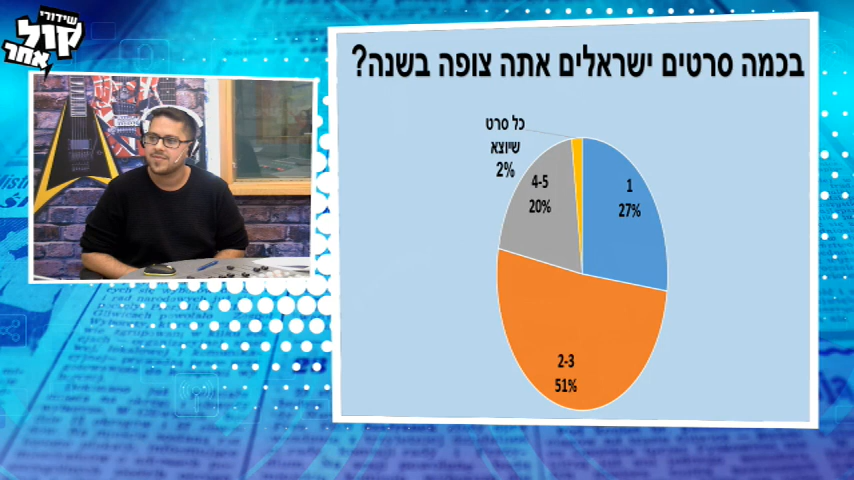 שידורי
קול
אחר
בכמה סרטים ישראלים אתה צופה בשנה?
כל סרט
שיוצא
2%
4-5
20%
1
27%
2-3
51%